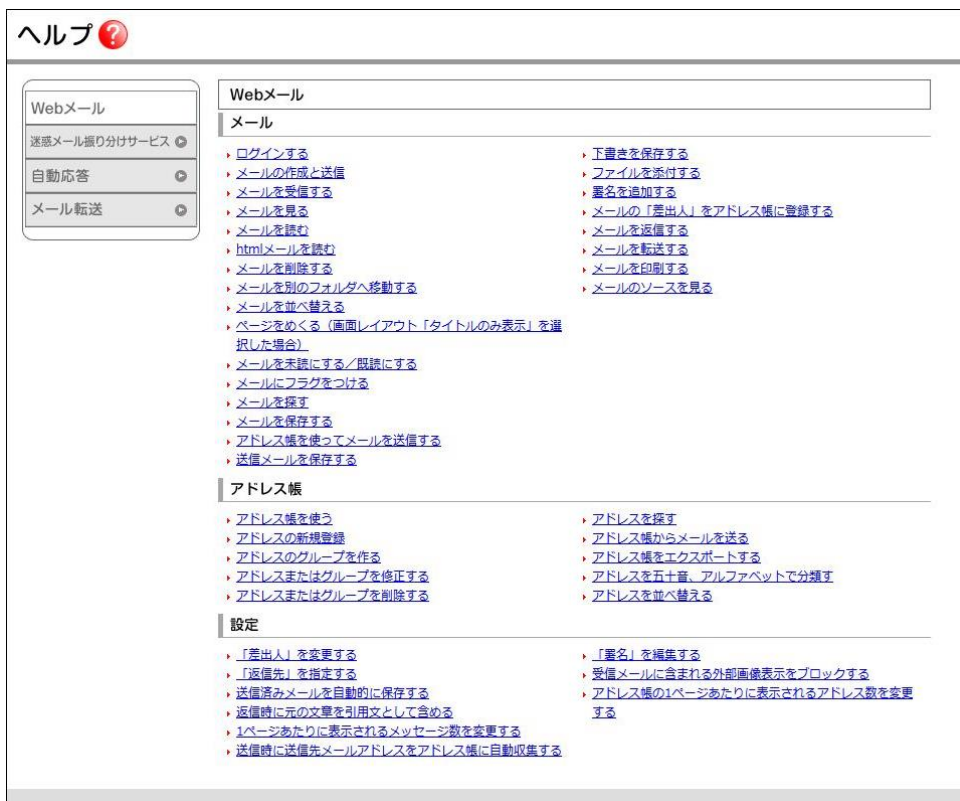 ヘルプ
Webメール
迷惑メール振り分けサービス
自動応答
メール転送
Webメール
メール
ログインする
メールの作成と送信
メールを受信する
メールを見る
メールを読む
htmlメールを読む
メールを削除する
メールを別のフォルダへ移動する
メールを並べ替える
ページをめくる（画面レイアウト「タイトルのみ表示」を選
択した場合）
メールを未読にする／既読にする
メールにフラグをつける
メールを探す
メールを保存する
アドレス帳を使ってメールを送信する
送信メールを保存する
下書きを保存する
ファイルを添付する
署名を追加する
メールの「差出人」をアドレス帳に登録する
メールを返信する
メールを転送する
メールを印刷する
メールのソースを見る
アドレス帳
アドレス帳を使う
アドレスの新規登録
アドレスのグループを作る
アドレスまたはグループを修正する
アドレスまたはグループを削除する
アドレスを探す
アドレス帳からメールを送る
アドレス帳をエクスポートする
アドレスを五十音、アルファベットで分類す
アドレスを並べ替える
設定
「差出人」を変更する
「返信先」を指定する
送信済みメールを自動的に保存する
返信時に元の文章を引用文として含める
1ページあたりに表示されるメッセージ数を変更する
送信時に送信先メールアドレスをアドレス帳に自動収集する
「署名」を編集する
受信メールに含まれる外部画像表示をブロックする
アドレス帳の1ページあたりに表示されるアドレス数を変更
する